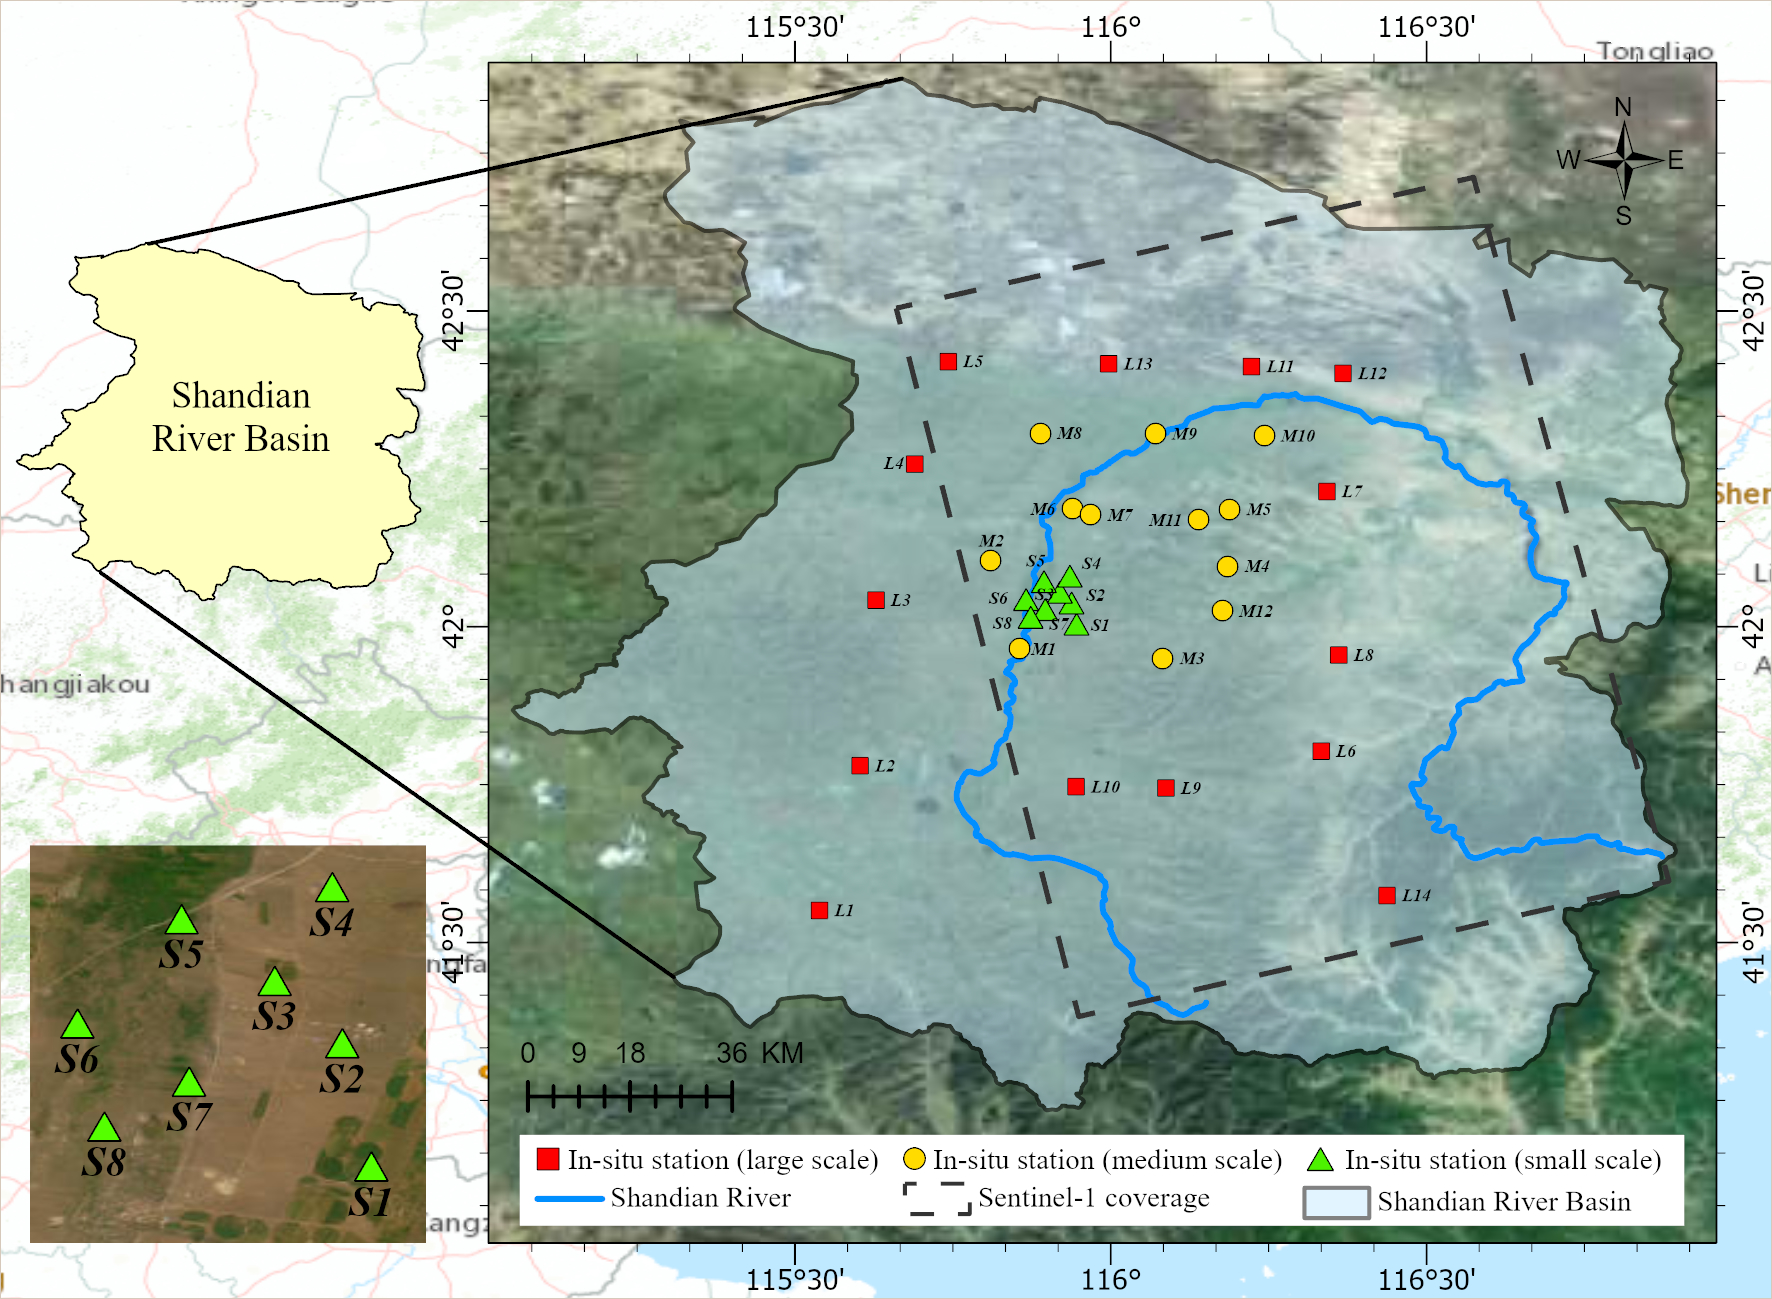 115°30'
116°
116°30'
Tongliao
N
W
E
S
42°30'
42°30'
L5
L13
L11
L12
Shandian
River Basin
M8
M9
M10
L4
L7
M6
M7
M11
M5
M2
S5
S4
M4
L3
S6
S3
S2
M12
S8
S7
S1
42°
42°
M1
M3
L8
hangjiakou
L6
L2
L10
L9
L14
L1
41°30'
41°30'
S4
S5
S3
S6
S2
S7
S8
S1
0 9 18 36 KM
In-situ station (large scale)
In-situ station (medium scale)
In-situ station (small scale)
Shandian River
Sentinel-1 coverage
Shandian River Basin
115°30'
116°
116°30'